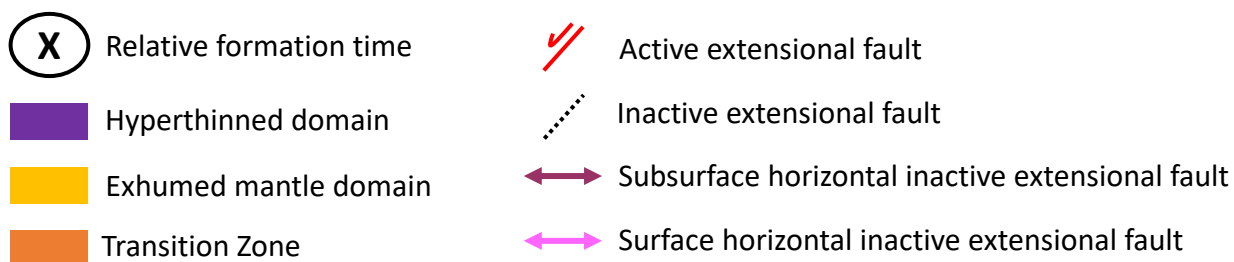 X Relative formation time
Hyperthinned domain
Exhumed mantle domain
Transition Zone
Active extensional fault
Inactive extensional fault
Subsurface horizontal inactive extensional fault
Surface horizontal inactive extensional fault